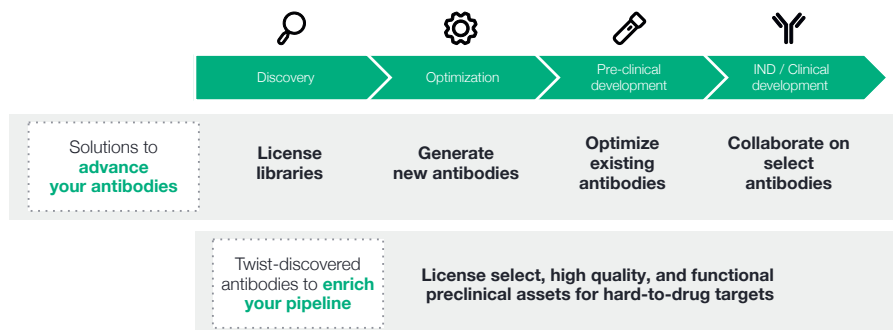 Discovery
Optimization
Pre-clinical
development
IND / Clinical
development
Solutions to
advance
your antibodies
License
libraries
Generate
new antibodies
Optimize
existing
antibodies
Collaborate on
select
antibodies
Twist-discovered
antibodies to enrich
your pipeline
License select, high quality, and functional
preclinical assets for hard-to-drug targets